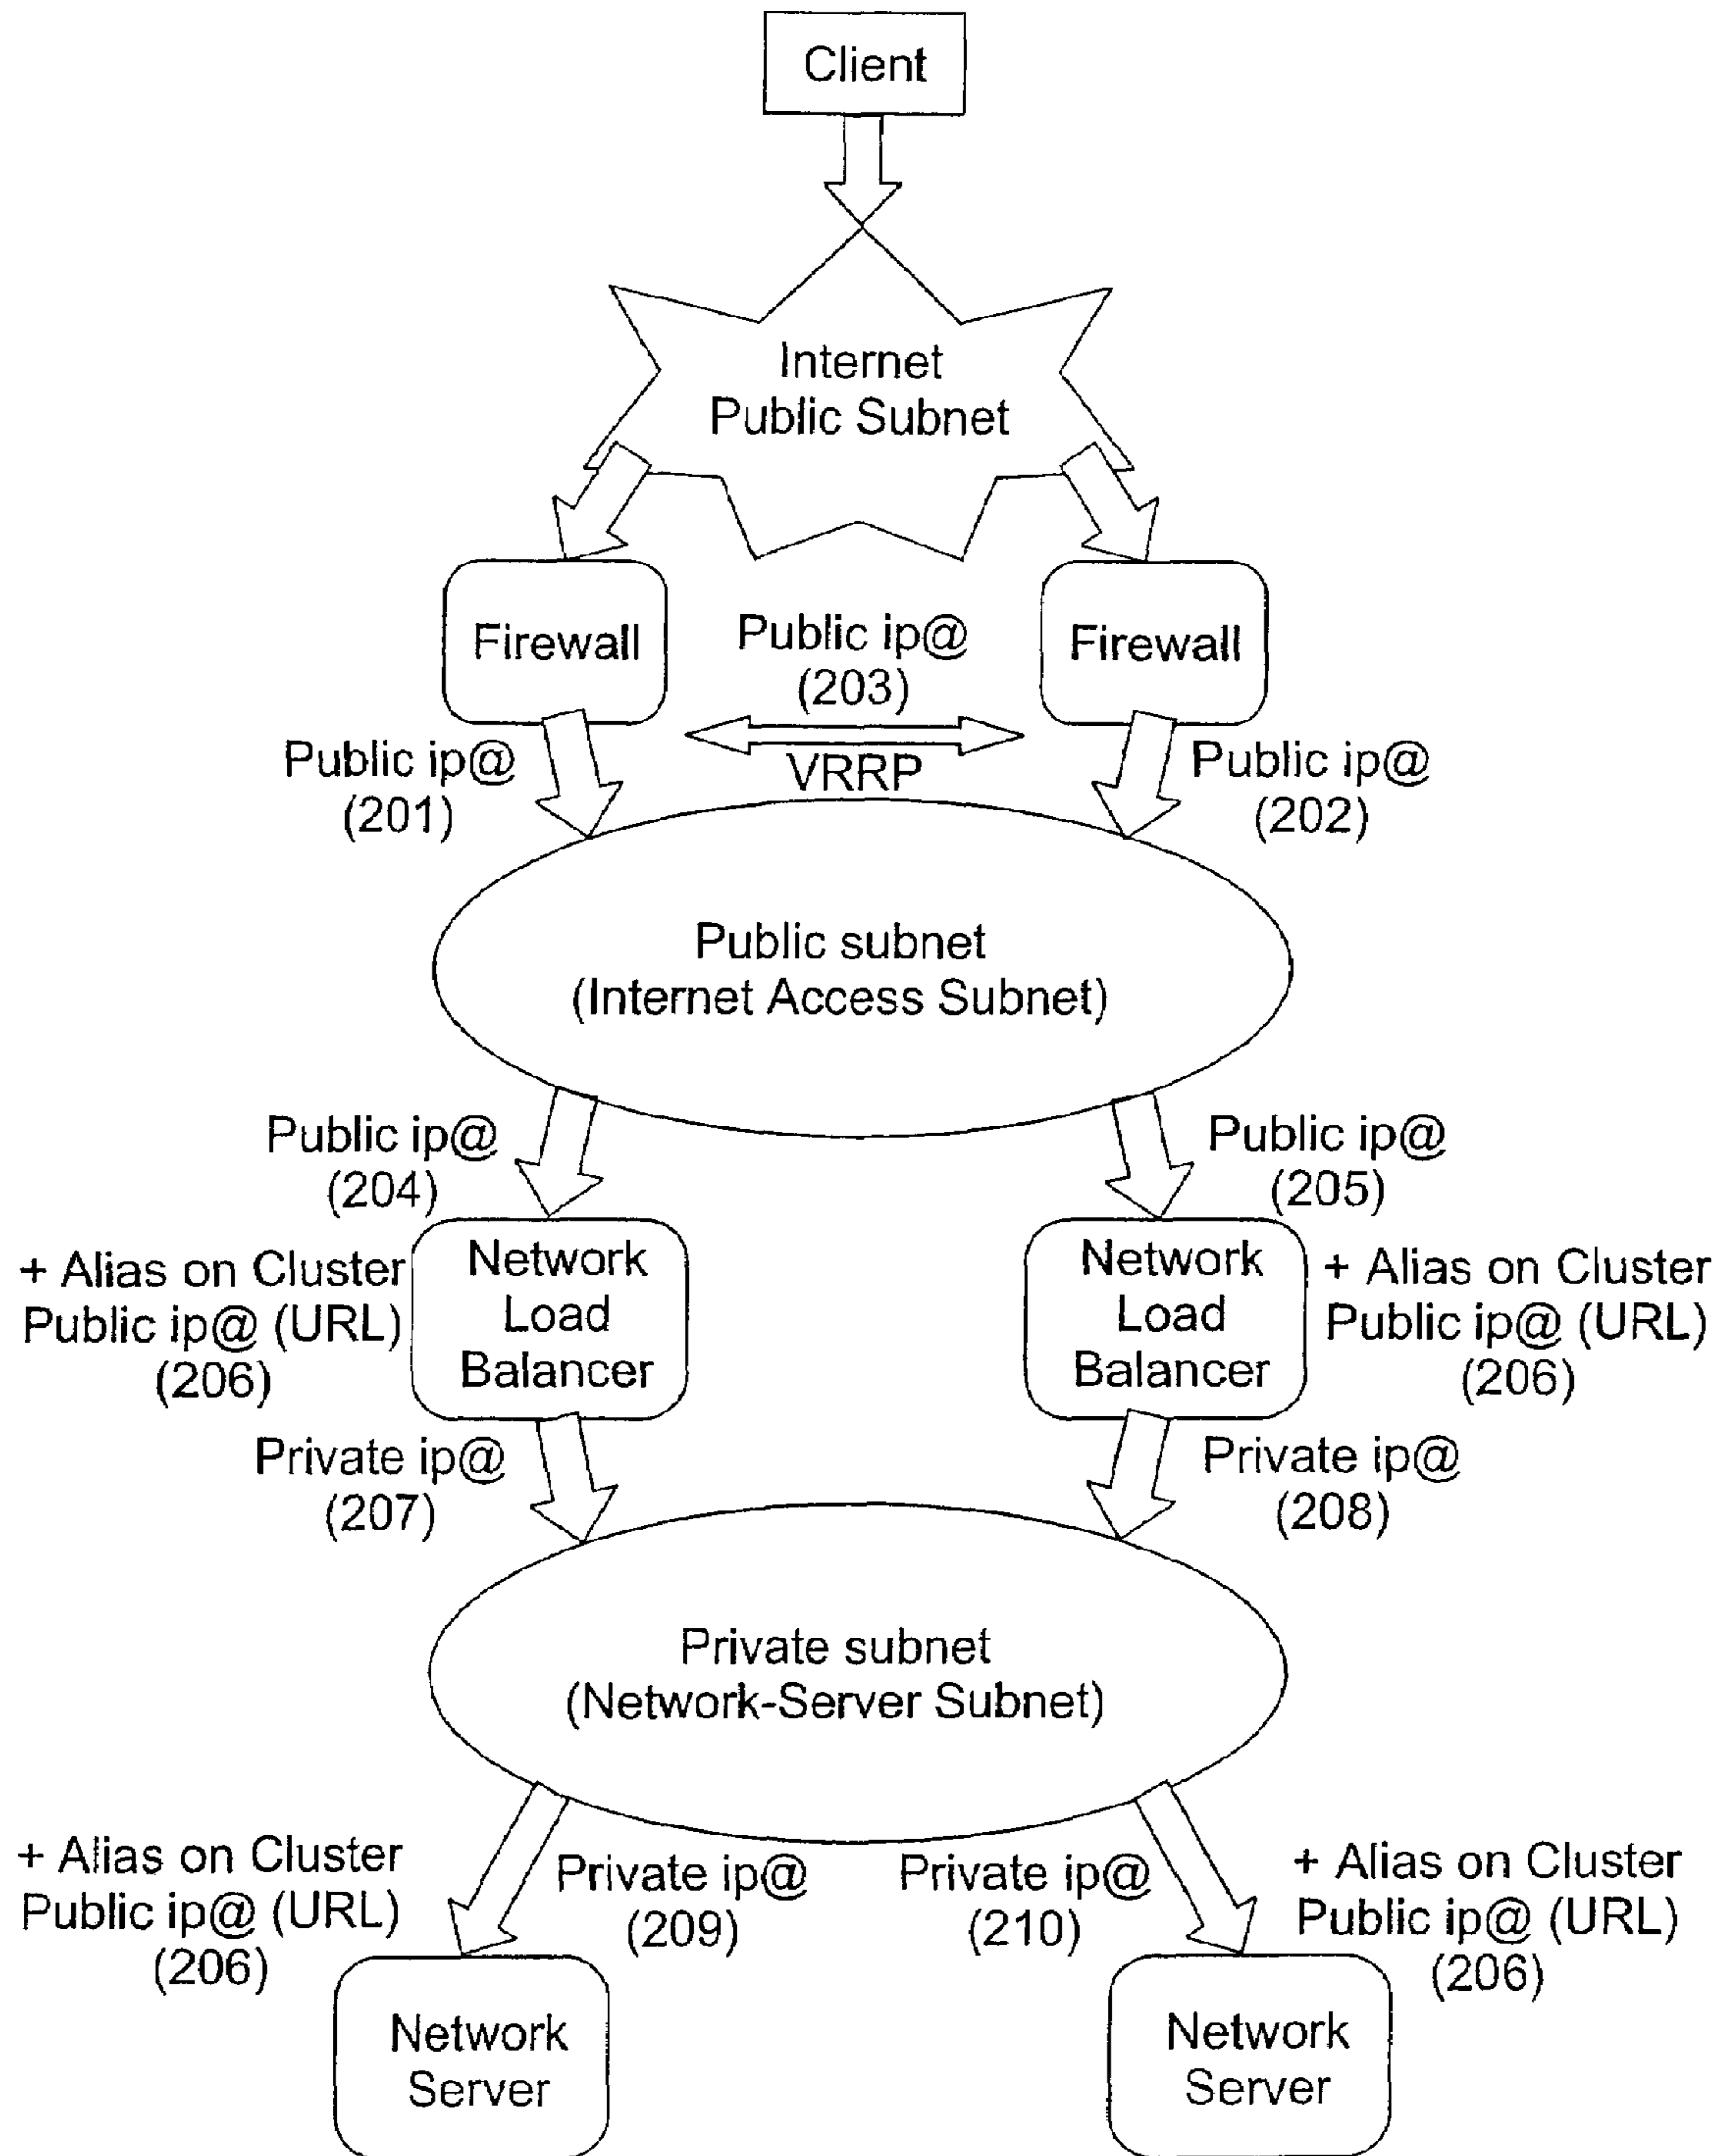 Client
Internet
Public Subnet
Firewall
Public ip@
(203)
Firewall
VRRP
Public ip@
(201)
Public ip@
(202)
Public subnet
(Internet Access Subnet)
Public ip@
(204)
Public ip@
(205)
+ Alias on Cluster
Public ip@ (URL)
(206)
Network
Load
Balancer
Network
Load
Balancer
+ Alias on Cluster
Public ip@ (URL)
(206)
Private ip@
(207)
Private ip@
(208)
Private subnet
(Network-Server Subnet)
+ Alias on Cluster
Public ip@ (URL)
(206)
Private ip@
(209)
Private ip@
(210)
+ Alias on Cluster
Public ip@ (URL)
(206)
Network
Server
Network
Server